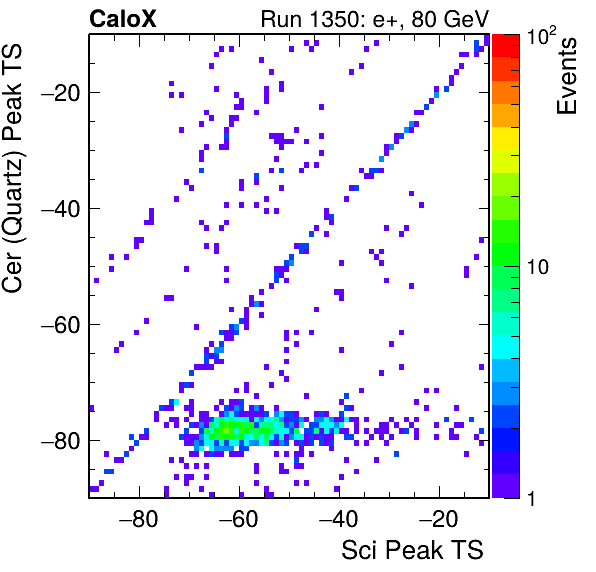 CaloX Run 1350: e+, 80 GeV
Cer (Quartz) Peak TS
−20
−40
−60
−80
−80 −60 −40 −20
Sci Peak TS
10²
10
1
Events